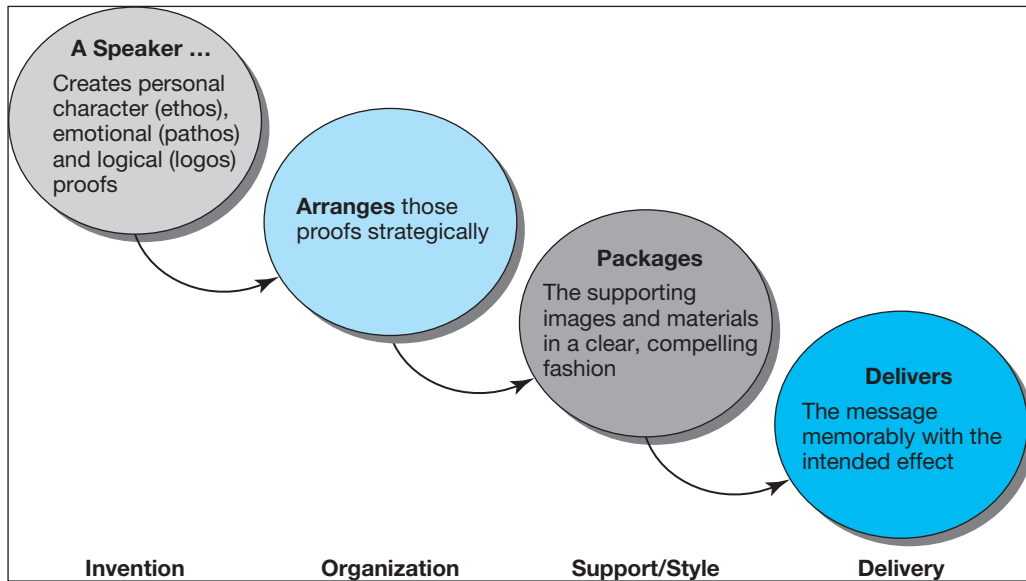 A Speaker ...
Creates personal
character (ethos),
emotional (pathos)
and logical (logos)
proofs
Arranges those
proofs strategically
Packages
The supporting
images and materials
in a clear, compelling
fashion
Delivers
The message
memorably with the
intended effect
Invention
Organization
Support/Style
Delivery